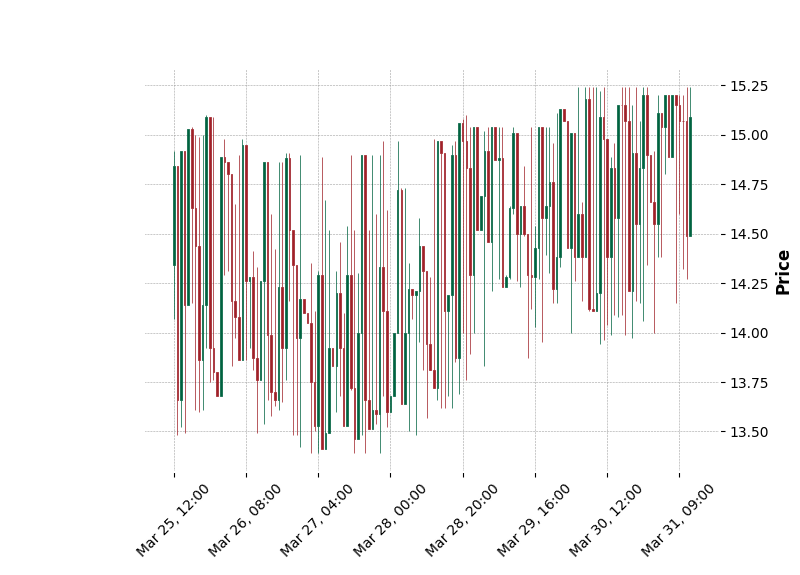 15.25
15.00
14.75
14.50
14.25
14.00
13.75
13.50
Price
Mar 25, 12:00
Mar 26, 08:00
Mar 27, 04:00
Mar 28, 00:00
Mar 28, 20:00
Mar 29, 16:00
Mar 30, 12:00
Mar 31, 09:00